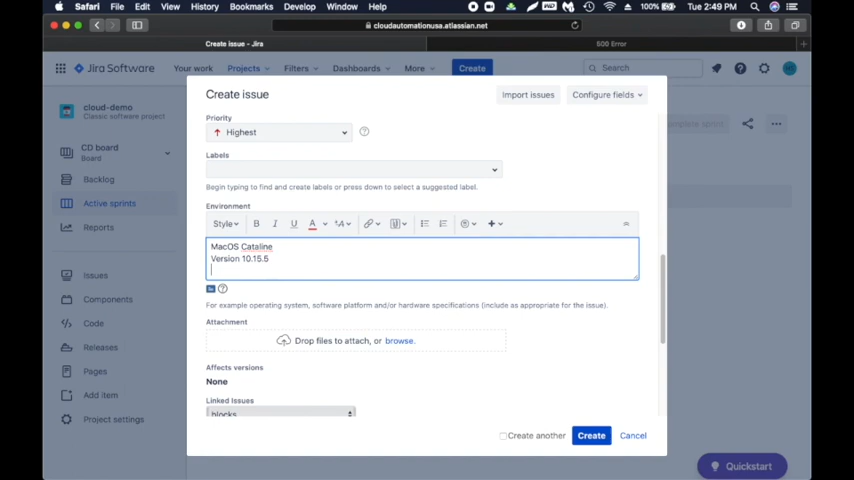 Safari File Edit View History Bookmarks Develop Window Help 100% Tue 2:49 PM
cloudautomationusa.atlassian.net
Create issue - Jira 600 Error
Jira Software Your work Projects Filters Dashboards More Create Search
Create issue Import issues Configure fields
cloud-demo
Classic software project
Priority
Highest
CD board
Board
Labels
Begin typing to find and create labels or press down to select a suggested label.
Backlog
Active sprints
Reports
Issues
Components
Code
Releases
Pages
Add item
Project settings
Environment
Style B I U A
MacOS Cataline
Version 10.15.5
For example operating system, software platform and/or hardware specifications (include as appropriate for the issue).
Attachment
Drop files to attach, or browse.
Affects versions
None
Linked Issues
blocks
Create another Create Cancel
Quickstart